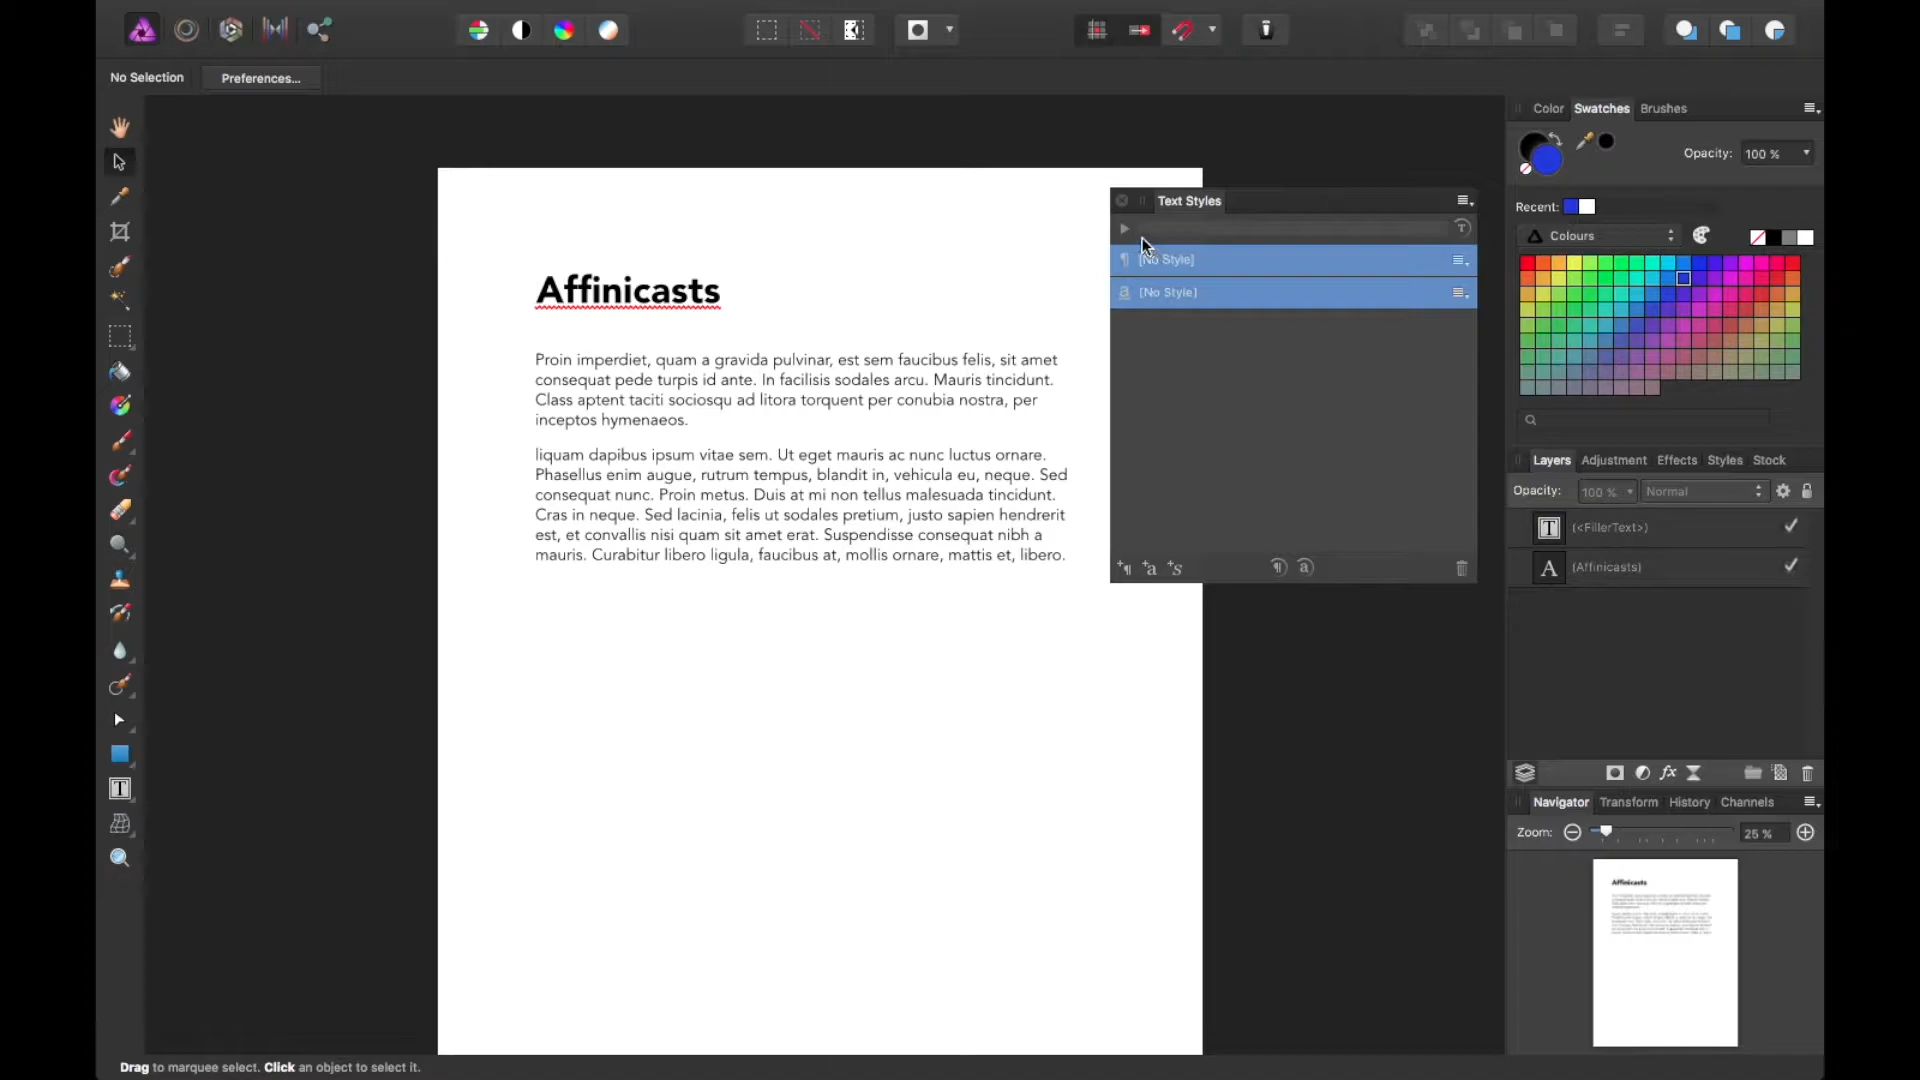 No Selection
Preferences...
Color Swatches Brushes
Opacity: 100 %
Recent:
Colours
Text Styles
[No Style]
[No Style]
Affinicasts
Proin imperdiet, quam a gravida pulvinar, est sem faucibus felis, sit amet
consequat pede turpis id ante. In facilisis sodales arcu. Mauris tincidunt.
Class aptent taciti sociosqu ad litora torquent per conubia nostra, per
inceptos hymenaeos.
liquam dapibus ipsum vitae sem. Ut eget mauris ac nunc luctus ornare.
Phasellus enim augue, rutrum tempus, blandit in, vehicula eu, neque. Sed
consequat nunc. Proin metus. Duis at mi non tellus malesuada tincidunt.
Cras in neque. Sed lacinia, felis ut sodales pretium, justo sapien hendrerit
est, et convallis nisi quam sit amet erat. Suspendisse consequat nibh a
mauris. Curabitur libero ligula, faucibus at, mollis ornare, mattis et, libero.
Layers Adjustment Effects Styles Stock
Opacity: 100 % Normal
(<FillerText>)
(Affinicasts)
Navigator Transform History Channels
Zoom: 25 %
Affinicasts
Drag to marquee select. Click an object to select it.